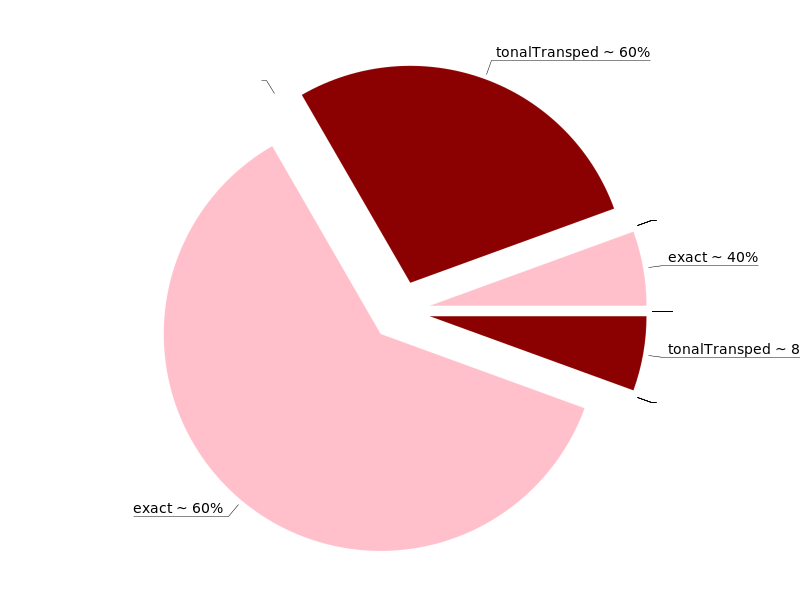 tonalTransped ~ 60%
exact ~ 40%
tonalTransped ~ 8
exact ~ 60%